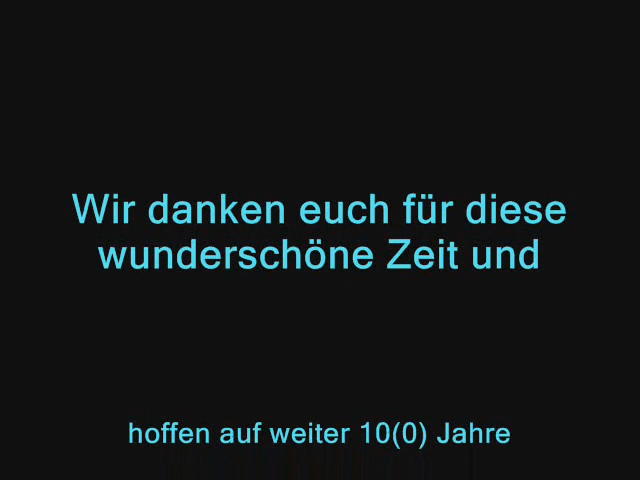 Wir danken euch für diese
wunderschöne Zeit und
hoffen auf weiter 10(0) Jahre